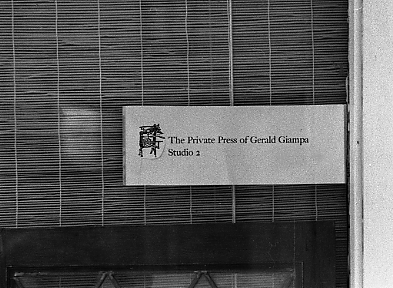 The Private Press of Gerald Giampa
Studio 2